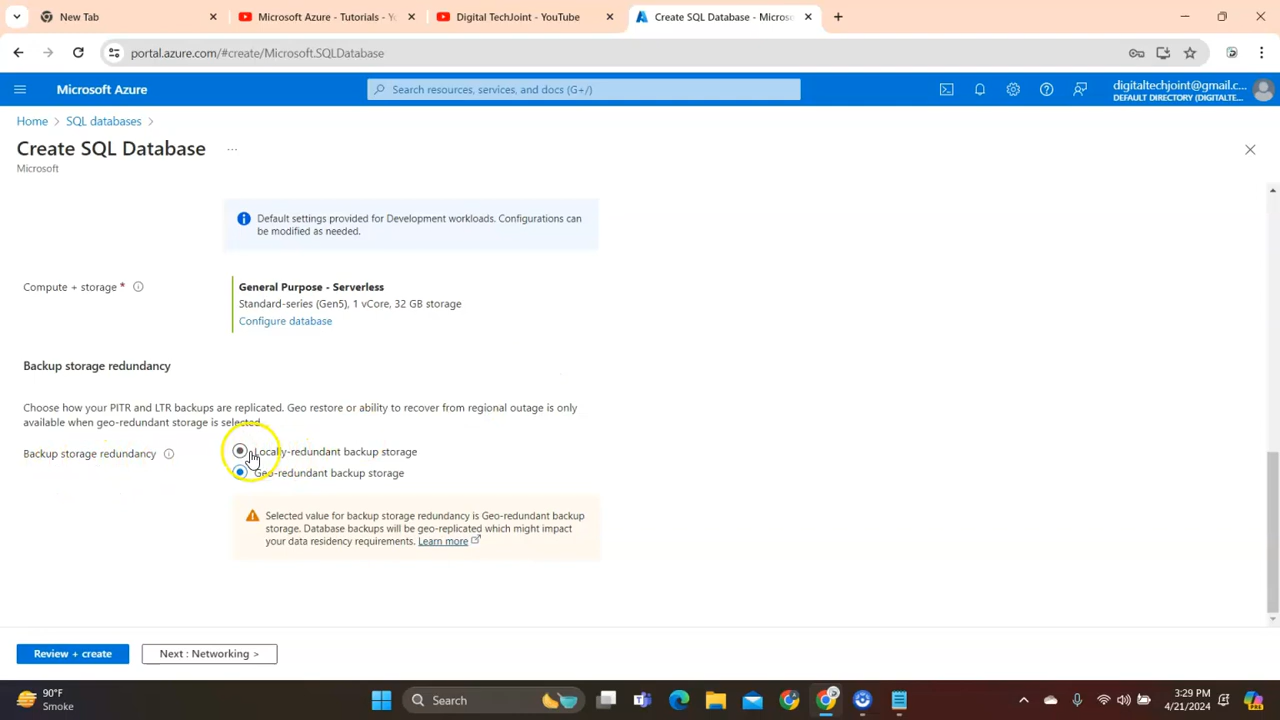 New Tab
Microsoft Azure - Tutorials - Yo
Digital TechJoint - YouTube
Create SQL Database - Microso
portal.azure.com/#create/Microsoft.SQLDatabase
Microsoft Azure
Search resources, services, and docs (G+/)
digitaltechjoint@gmail.c...
DEFAULT DIRECTORY (DIGITALTE...
Home > SQL databases >
Create SQL Database ...
Microsoft
Default settings provided for Development workloads. Configurations can
be modified as needed.
Compute + storage *
General Purpose - Serverless
Standard-series (Gen5), 1 vCore, 32 GB storage
Configure database
Backup storage redundancy
Choose how your PITR and LTR backups are replicated. Geo restore or ability to recover from regional outage is only
available when geo-redundant storage is selected.
Backup storage redundancy
Locally-redundant backup storage
Geo-redundant backup storage
Selected value for backup storage redundancy is Geo-redundant backup
storage. Database backups will be geo-replicated which might impact
your data residency requirements. Learn more
Review + create
Next : Networking >
90°F
Smoke
Search
3:29 PM
4/21/2024